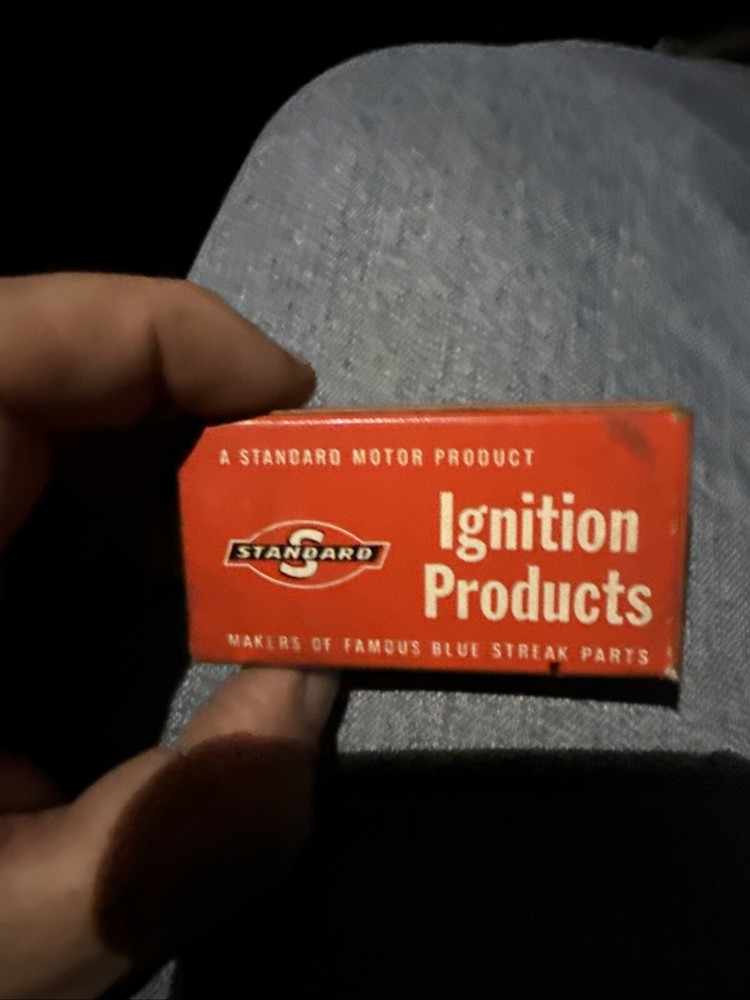 A STANDARD MOTOR PRODUCT
Ignition
Products
S
STANDARD
MAKERS OF FAMOUS BLUE STREAK PARTS